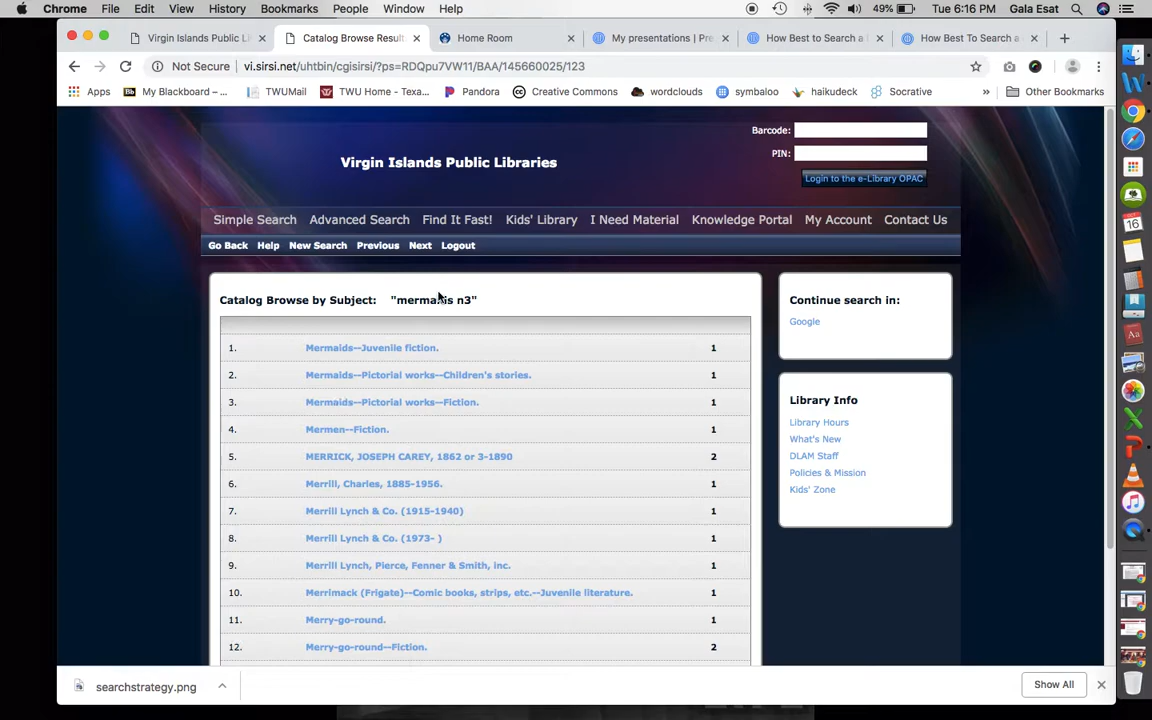 Chrome File Edit View History Bookmarks People Window Help 49% Tue 6:16 PM Gala Esat
Virgin Islands Public Li Catalog Browse Result Home Room My presentations | Pre How Best to Search a How Best To Search a
Not Secure vi.sirsi.net/uhtbin/cgisirsi/?ps=RDQpu7VW11/BAA/145660025/123
Apps My Blackboard – ... TWUMail TWU Home - Texa... Pandora Creative Commons wordclouds symbaloo haikudeck Socrative » Other Bookmarks
Barcode:
Virgin Islands Public Libraries
PIN:
Login to the e-Library OPAC
Simple Search Advanced Search Find It Fast! Kids' Library I Need Material Knowledge Portal My Account Contact Us
Go Back Help New Search Previous Next Logout
Catalog Browse by Subject: "mermaids n3"
Continue search in:
Google
1. Mermaids--Juvenile fiction. 1
2. Mermaids--Pictorial works--Children's stories. 1
3. Mermaids--Pictorial works--Fiction. 1
4. Mermen--Fiction. 1
5. MERRICK, JOSEPH CAREY, 1862 or 3-1890 2
6. Merrill, Charles, 1885-1956. 1
7. Merrill Lynch & Co. (1915-1940) 1
8. Merrill Lynch & Co. (1973- ) 1
9. Merrill Lynch, Pierce, Fenner & Smith, inc. 1
10. Merrimack (Frigate)--Comic books, strips, etc.--Juvenile literature. 1
11. Merry-go-round. 1
12. Merry-go-round--Fiction. 2
Library Info
Library Hours
What's New
DLAM Staff
Policies & Mission
Kids' Zone
searchstrategy.png Show All